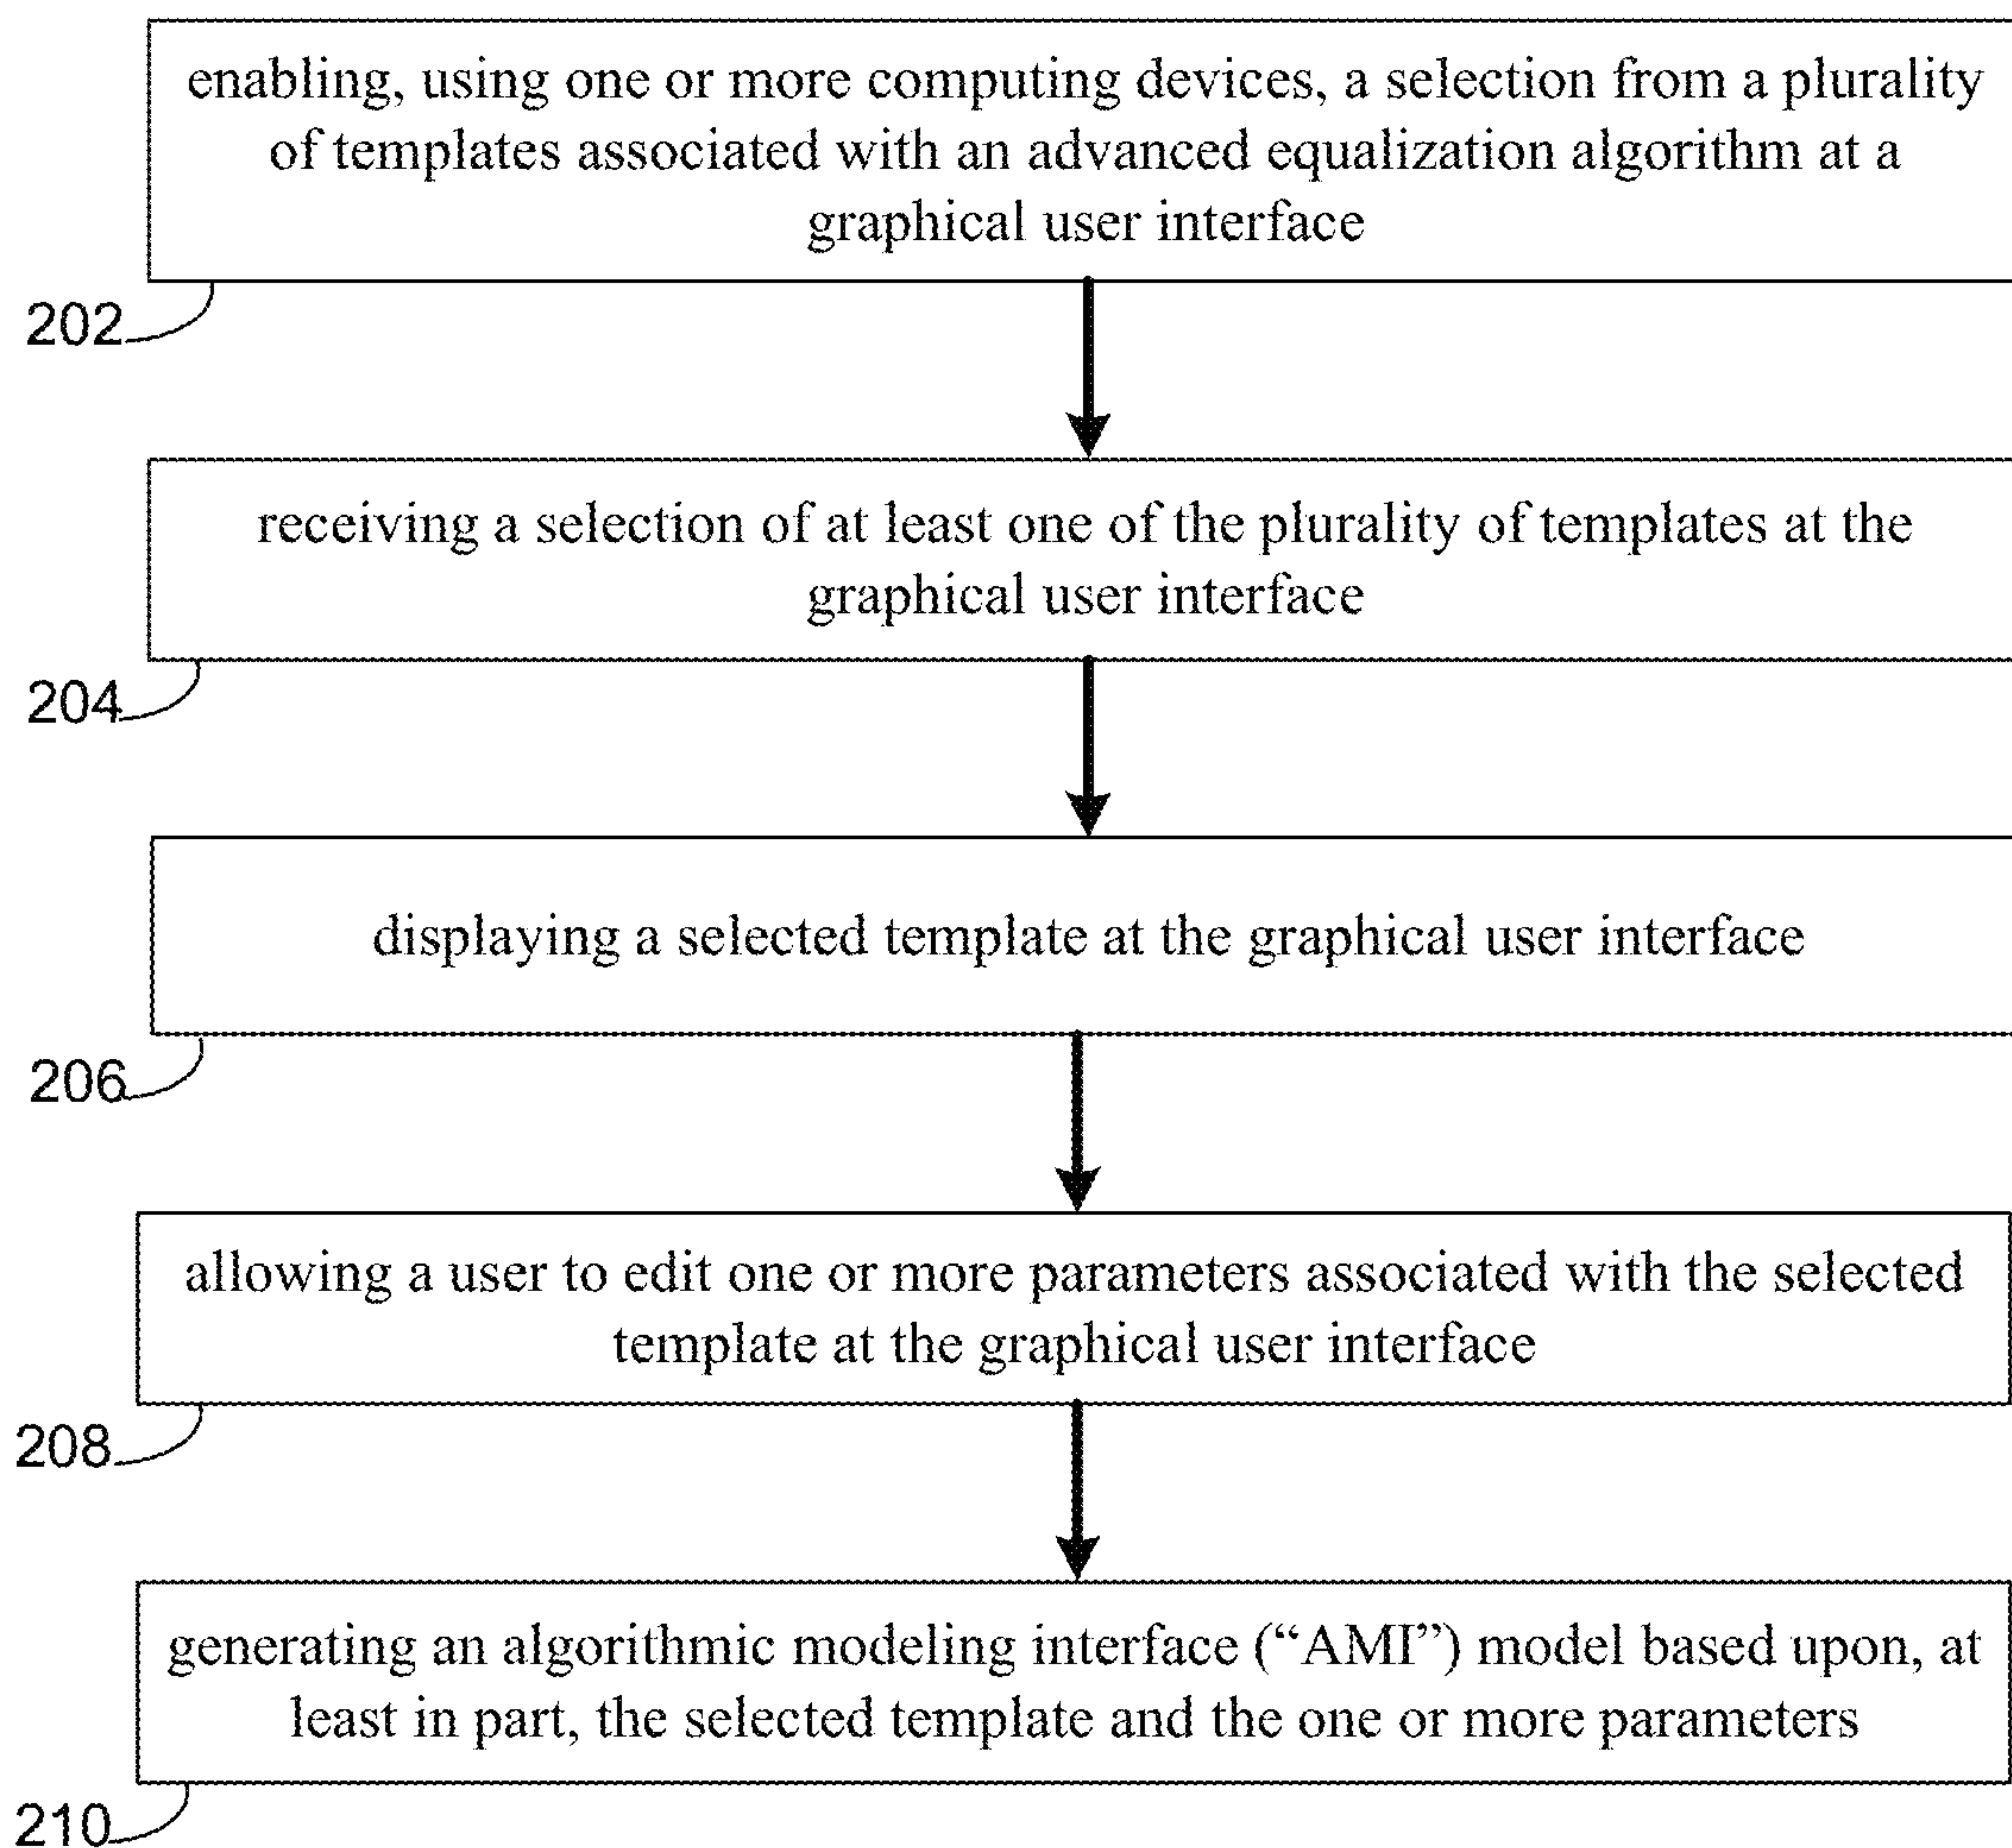 enabling, using one or more computing devices, a selection from a plurality
of templates associated with an advanced equalization algorithm at a
graphical user interface
202
receiving a selection of at least one of the plurality of templates at the
graphical user interface
204
displaying a selected template at the graphical user interface
206
allowing a user to edit one or more parameters associated with the selected
template at the graphical user interface
208
generating an algorithmic modeling interface (“AMI”) model based upon, at
least in part, the selected template and the one or more parameters
210